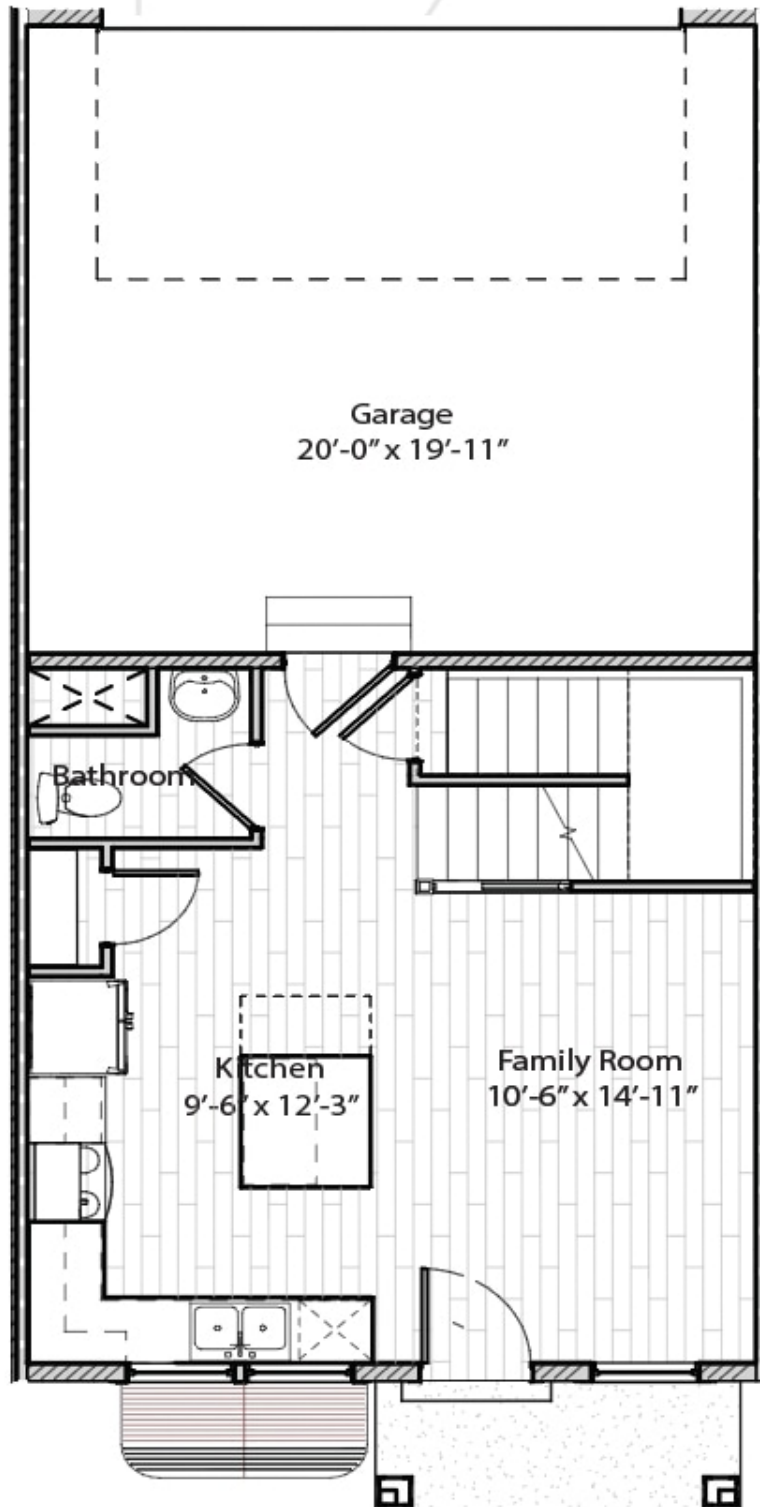 Garage
20′-0″ x 19′-11″
Bathroom
Kitchen
9′-6″ x 12′-3″
Family Room
10′-6″ x 14′-11″